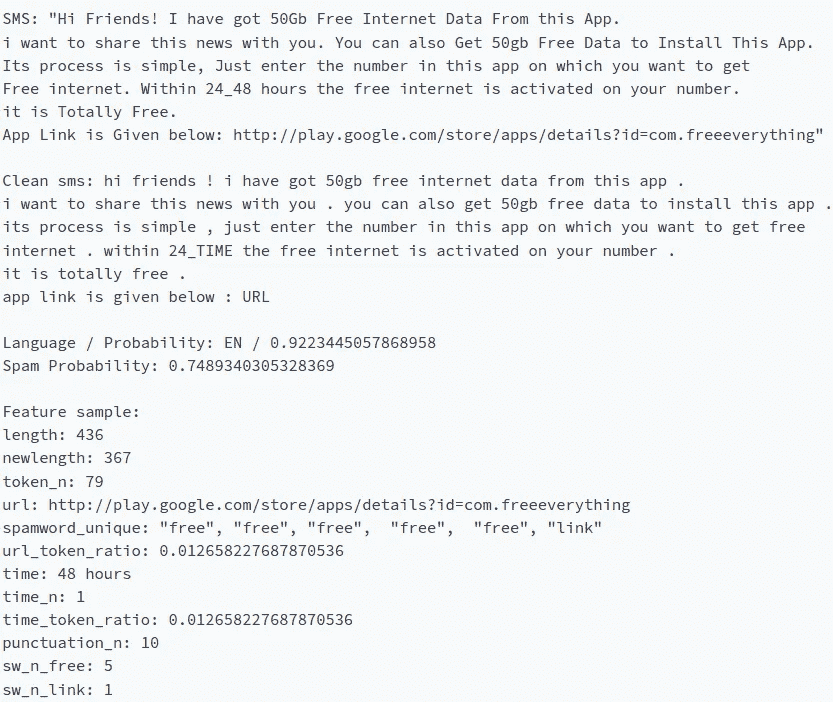 SMS: "Hi Friends! I have got 50Gb Free Internet Data From this App.
i want to share this news with you. You can also Get 50gb Free Data to Install This App.
Its process is simple, Just enter the number in this app on which you want to get
Free internet. Within 24_48 hours the free internet is activated on your number.
it is Totally Free.
App Link is Given below: http://play.google.com/store/apps/details?id=com.freeeverything"
Clean sms: hi friends ! i have got 50gb free internet data from this app .
i want to share this news with you . you can also get 50gb free data to install this app .
its process is simple , just enter the number in this app on which you want to get free
internet . within 24_TIME the free internet is activated on your number .
it is totally free .
app link is given below : URL
Language / Probability: EN / 0.9223445057868958
Spam Probability: 0.7489340305328369
Feature sample:
length: 436
newlength: 367
token_n: 79
url: http://play.google.com/store/apps/details?id=com.freeeverything
spamword_unique: "free", "free", "free", "free", "free", "link"
url_token_ratio: 0.012658227687870536
time: 48 hours
time_n: 1
time_token_ratio: 0.012658227687870536
punctuation_n: 10
sw_n_free: 5
sw_n_link: 1